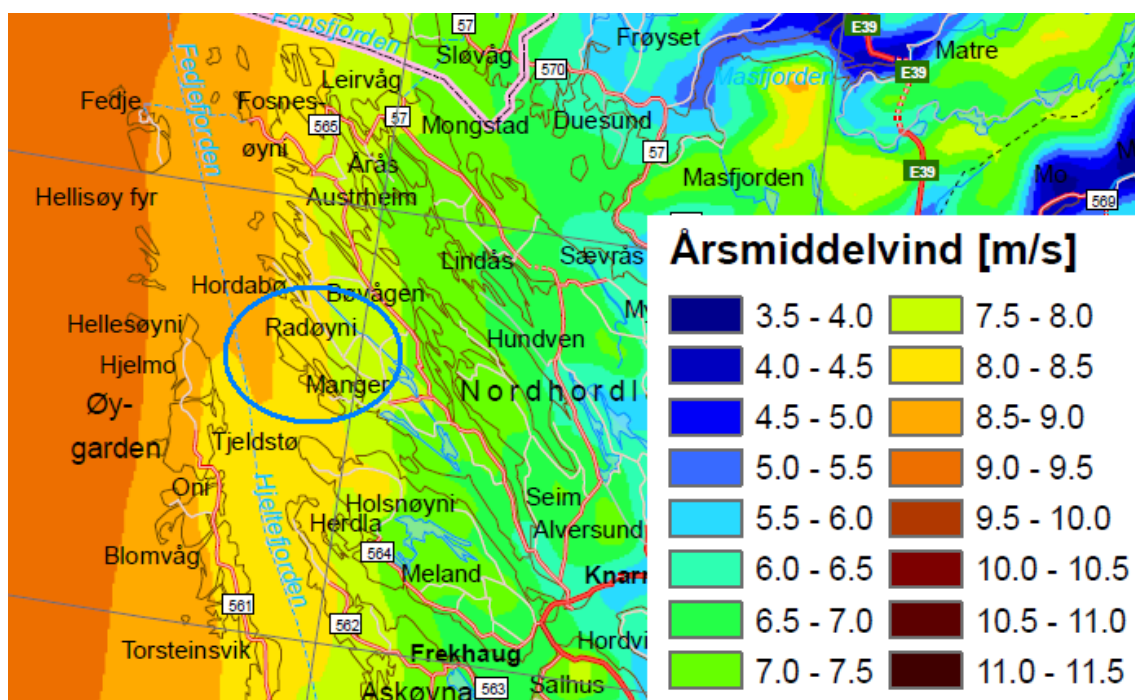 Fensfjorden
57
Sløvåg
Frøyset
E39
Matre
E39
570
Masfjorden
Leirvåg
Fedjefjorden
Fedje
Fosnes-
øyni
565
57
Mongstad
Duesund
57
Årås
Austrheim
Masfjorden
E39
Mo
569
Hellisøy fyr
Lindås
Sævrås
Hordabø
Bøvågen
Hellesøyni
Radøyni
Hundven
Hjelmo
Manger
Nordhordl
Øy-
garden
Tjeldstø
Oni
Hjeltefjorden
Holsnøyni
Seim
Herdla
Alversund
564
Blomvåg
Meland
Knarr
561
562
Torsteinsvik
Frekhaug
Hordvi
Askøyna
563
Salhus
Årsmiddelvind [m/s]
3.5 - 4.0
4.0 - 4.5
4.5 - 5.0
5.0 - 5.5
5.5 - 6.0
6.0 - 6.5
6.5 - 7.0
7.0 - 7.5
7.5 - 8.0
8.0 - 8.5
8.5- 9.0
9.0 - 9.5
9.5 - 10.0
10.0 - 10.5
10.5 - 11.0
11.0 - 11.5